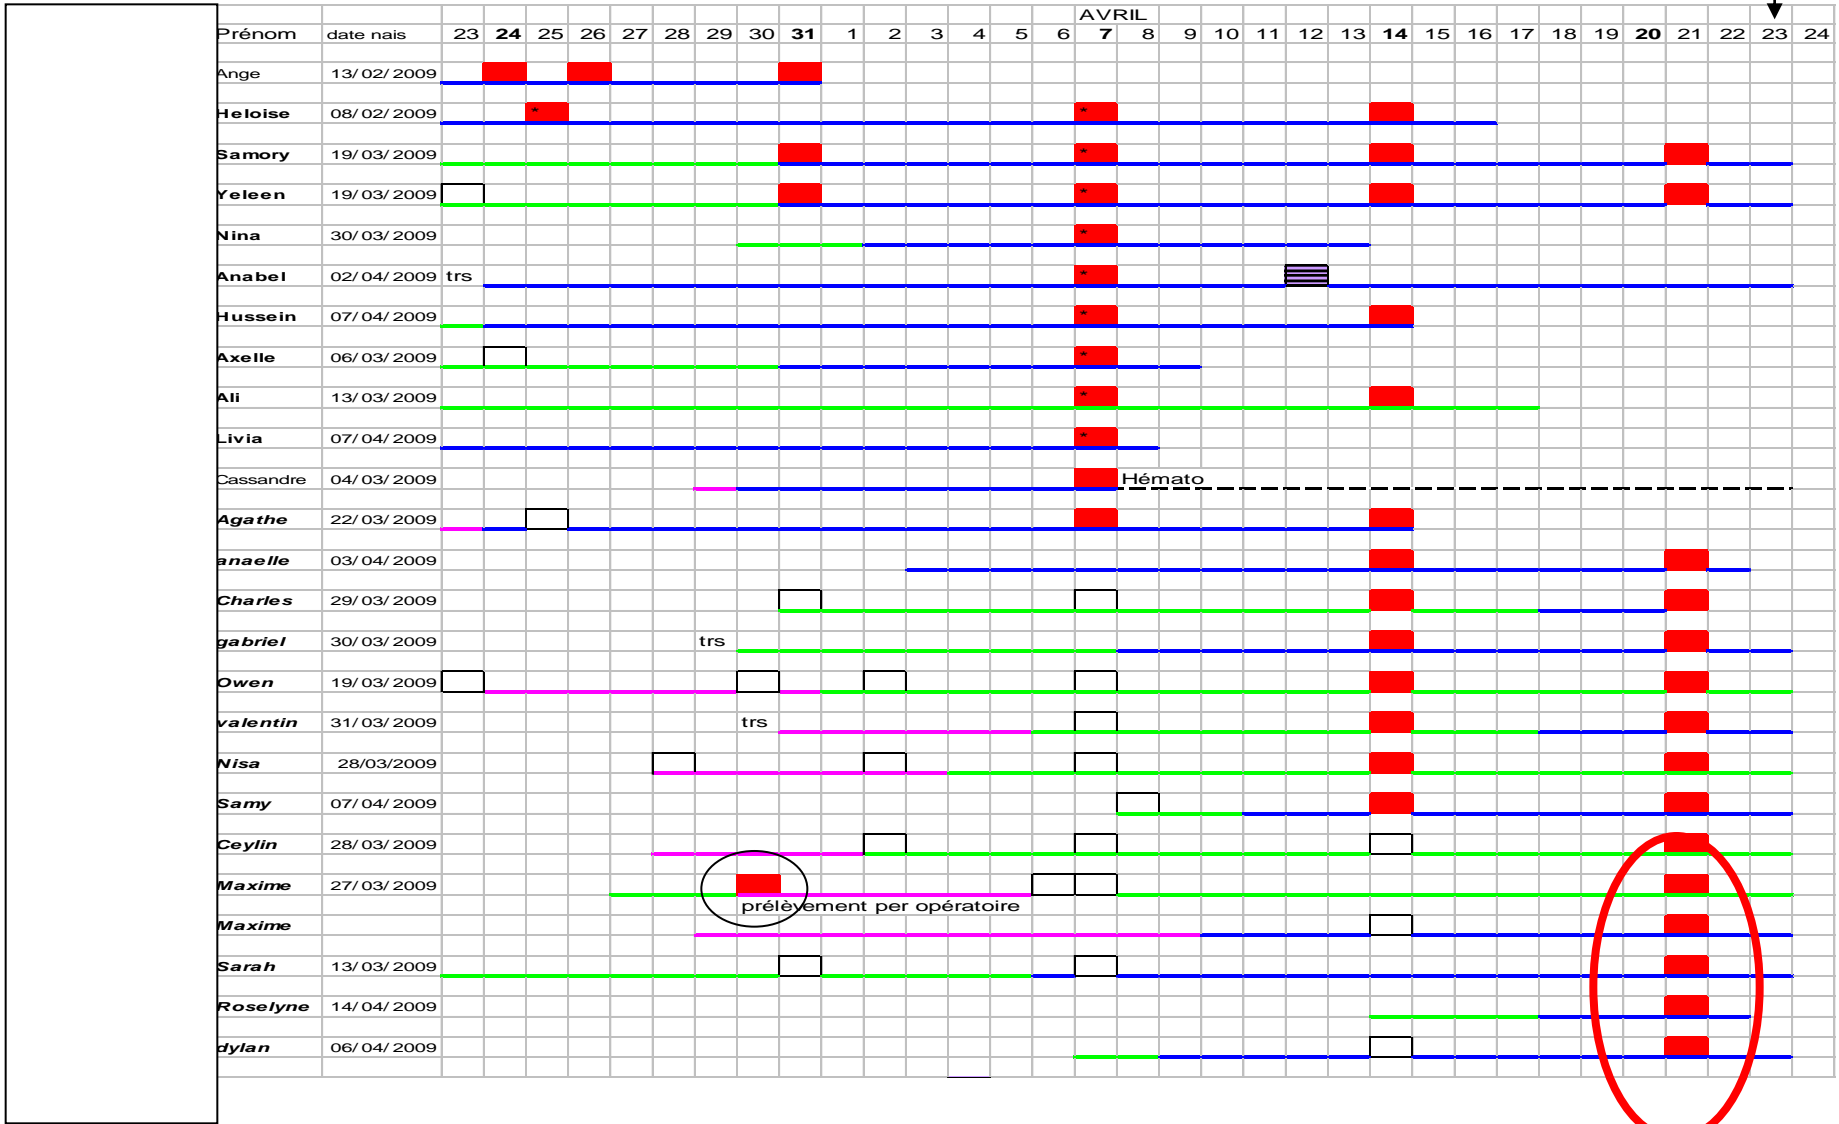 AVRIL
Prénom date nais 23 24 25 26 27 28 29 30 31 1 2 3 4 5 6 7 8 9 10 11 12 13 14 15 16 17 18 19 20 21 22 23 24
Ange 13/02/2009
Heloise 08/02/2009 * *
Samory 19/03/2009 *
Yeleen 19/03/2009 *
Nina 30/03/2009 *
Anabel 02/04/2009 trs *
Hussein 07/04/2009 *
Axelle 06/03/2009 *
Ali 13/03/2009 *
Livia 07/04/2009 *
Cassandre 04/03/2009 Hémato
Agathe 22/03/2009
anaelle 03/04/2009
Charles 29/03/2009
gabriel 30/03/2009 trs
Owen 19/03/2009
valentin 31/03/2009 trs
Nisa 28/03/2009
Samy 07/04/2009
Ceylin 28/03/2009
Maxime 27/03/2009
prélèvement per opératoire
Maxime
Sarah 13/03/2009
Roselyne 14/04/2009
dylan 06/04/2009